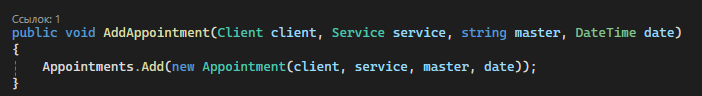 Ссылок: 1
public void AddAppointment(Client client, Service service, string master, DateTime date)
{
    Appointments.Add(new Appointment(client, service, master, date));
}